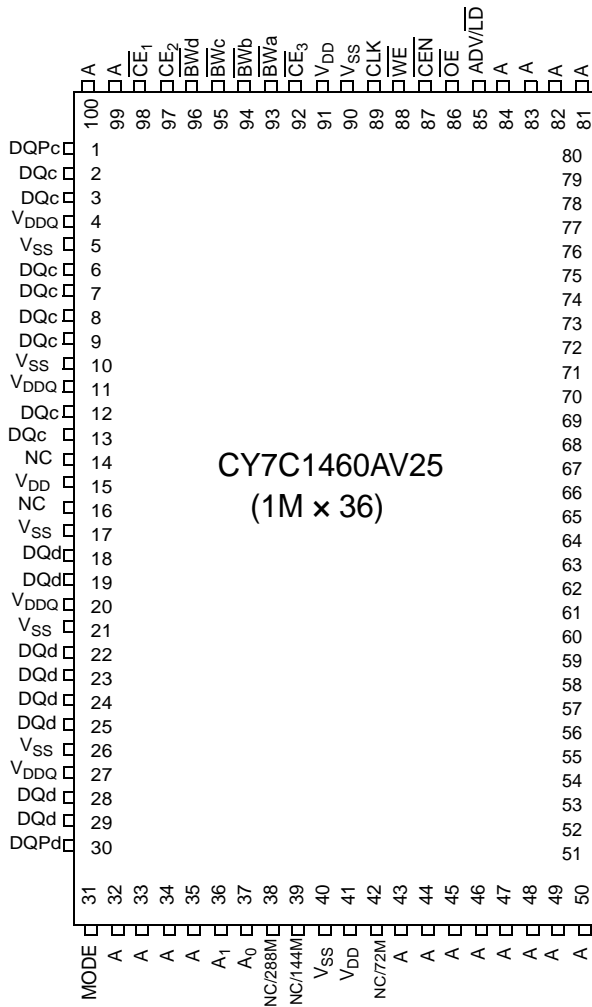 A A CE1 CE2 BWd BWc BWb BWa CE3 VDD VSS CLK WE CEN OE ADV/LD A A A A
100 99 98 97 96 95 94 93 92 91 90 89 88 87 86 85 84 83 82 81
DQPc 1
DQc 2
DQc 3
VDDQ 4
VSS 5
DQc 6
DQc 7
DQc 8
DQc 9
VSS 10
VDDQ 11
DQc 12
DQc 13
NC 14
VDD 15
NC 16
VSS 17
DQd 18
DQd 19
VDDQ 20
VSS 21
DQd 22
DQd 23
DQd 24
DQd 25
VSS 26
VDDQ 27
DQd 28
DQd 29
DQPd 30
CY7C1460AV25
(1M × 36)
80
79
78
77
76
75
74
73
72
71
70
69
68
67
66
65
64
63
62
61
60
59
58
57
56
55
54
53
52
51
31 32 33 34 35 36 37 38 39 40 41 42 43 44 45 46 47 48 49 50
MODE A A A A A1 A0 NC/288M NC/144M VSS VDD NC/72M A A A A A A A A